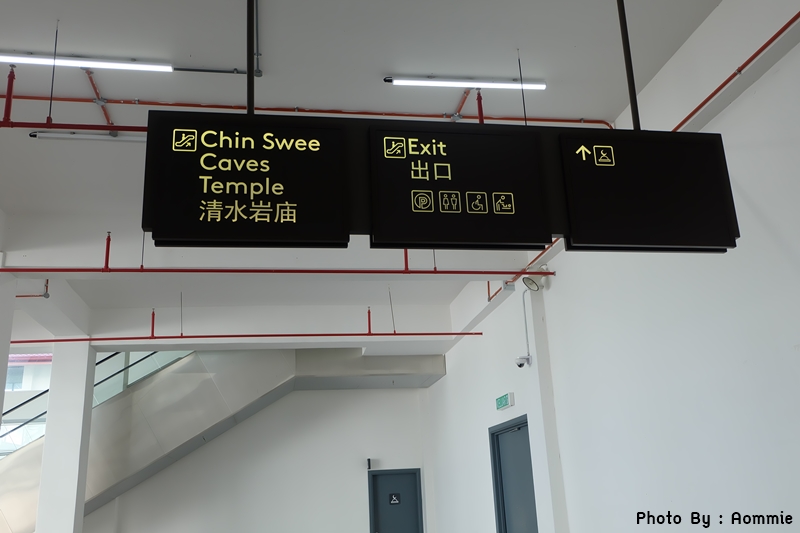 Chin Swee
Caves
Temple
清水岩庙
Exit
出口
P
Photo By : Aommie